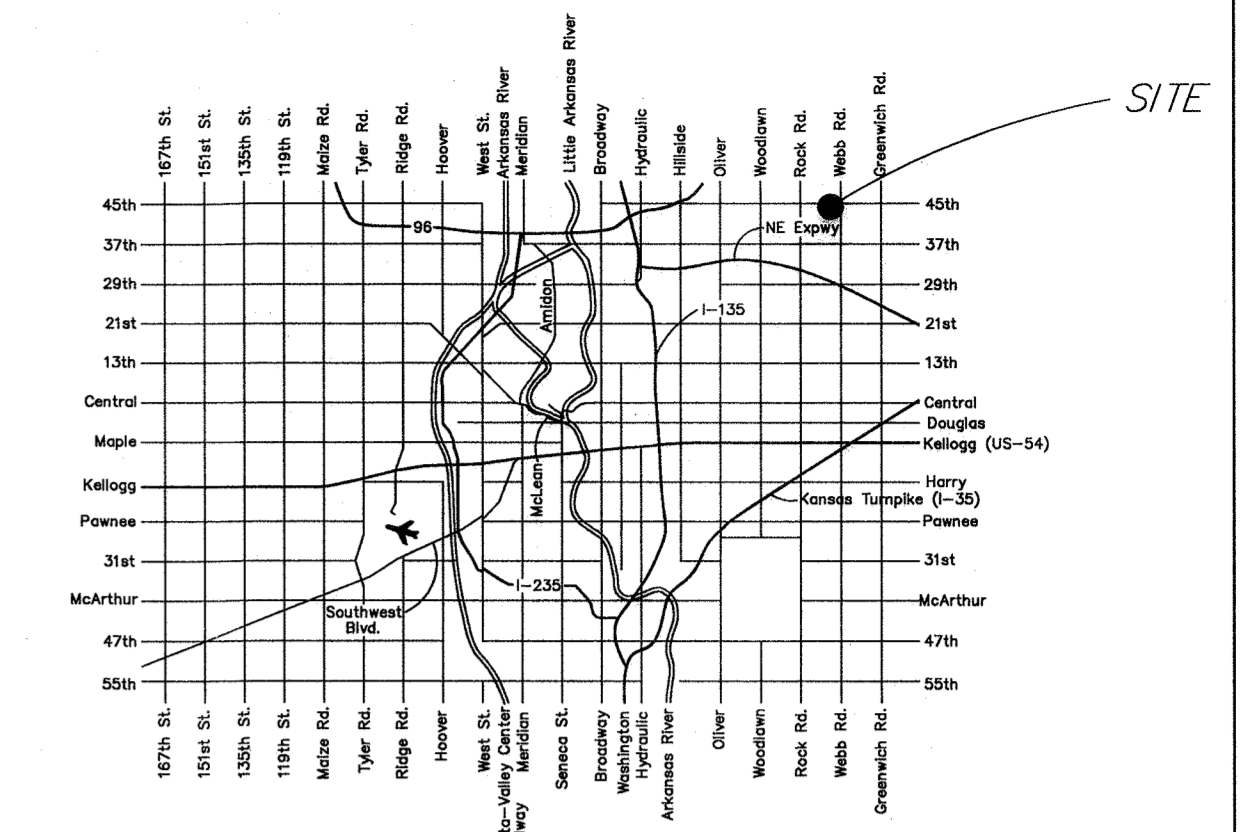 SITE
167th St.
151st St.
135th St.
119th St.
Maize Rd.
Tyler Rd.
Ridge Rd.
Hoover
West St.
Arkansas River
Meridian
Little Arkansas River
Broadway
Hydraulic
Hillside
Oliver
Woodlawn
Rock Rd.
Webb Rd.
Greenwich Rd.
45th
45th
96
NE Expwy
37th
37th
29th
29th
Amidon
I-135
21st
21st
13th
13th
Central
Central
Douglas
Maple
Kellogg (US-54)
McLean
Kellogg
Harry
Kansas Turnpike (I-35)
Pawnee
Pawnee
31st
31st
I-235
McArthur
McArthur
Southwest
Blvd.
47th
47th
55th
55th
167th St.
151st St.
135th St.
119th St.
Maize Rd.
Tyler Rd.
Ridge Rd.
Hoover
West St.
ta-Valley Center
way
Meridian
Seneca St.
Broadway
Washington
Hydraulic
Arkansas River
Oliver
Woodlawn
Rock Rd.
Webb Rd.
Greenwich Rd.